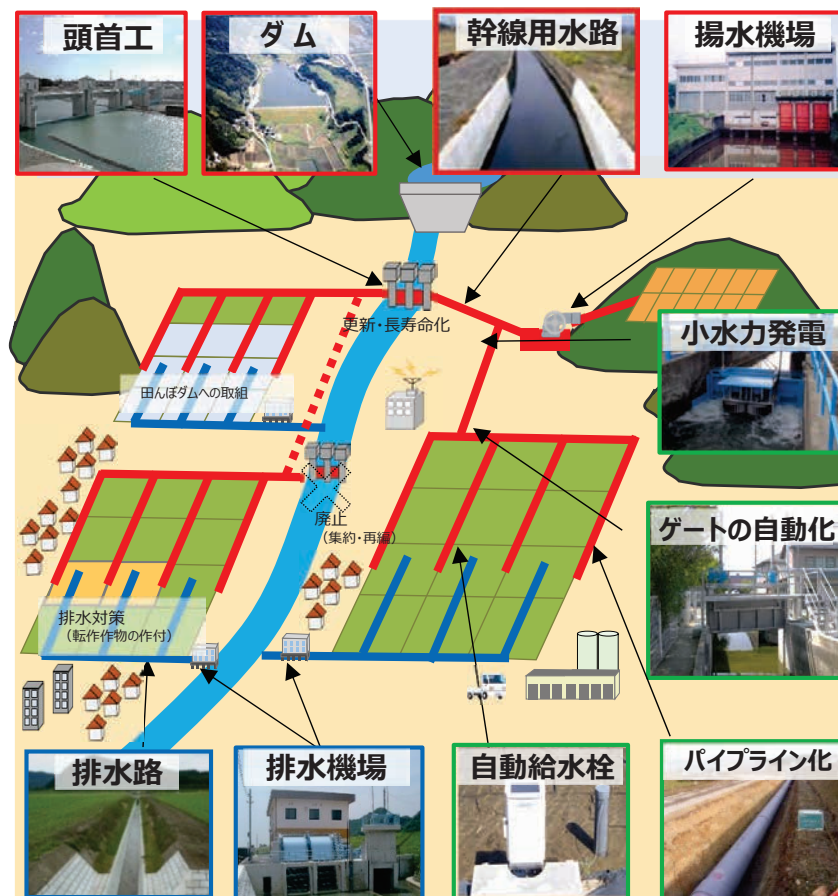 頭首工
ダム
幹線用水路
揚水機場
更新・長寿命化
小水力発電
田んぼダムへの取組
廃止
（集約・再編）
ゲートの自動化
排水対策
（転作作物の作付）
排水路
排水機場
自動給水栓
パイプライン化